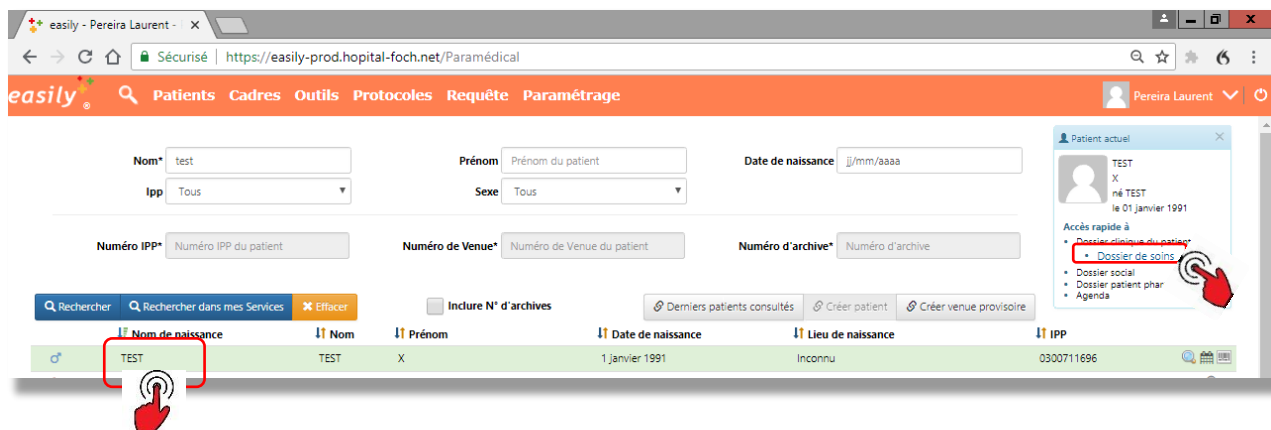 easily - Pereira Laurent -
Sécurisé | https://easily-prod.hopital-foch.net/Paramédical
easily® Patients Cadres Outils Protocoles Requête Paramétrage Pereira Laurent
Patient actuel
TEST
X
né TEST
le 01 janvier 1991
Nom* test Prénom Prénom du patient Date de naissance jj/mm/aaaa
Ipp Tous Sexe Tous
Accès rapide à
Dossier clinique du patient
Dossier de soins
Dossier social
Dossier patient phar
Agenda
Numéro IPP* Numéro IPP du patient Numéro de Venue* Numéro de Venue du patient Numéro d'archive* Numéro d'archive
Rechercher Rechercher dans mes Services Effacer Inclure N° d'archives Derniers patients consultés Créer patient Créer venue provisoire
Nom de naissance Nom Prénom Date de naissance Lieu de naissance IPP
TEST TEST X 1 janvier 1991 Inconnu 0300711696